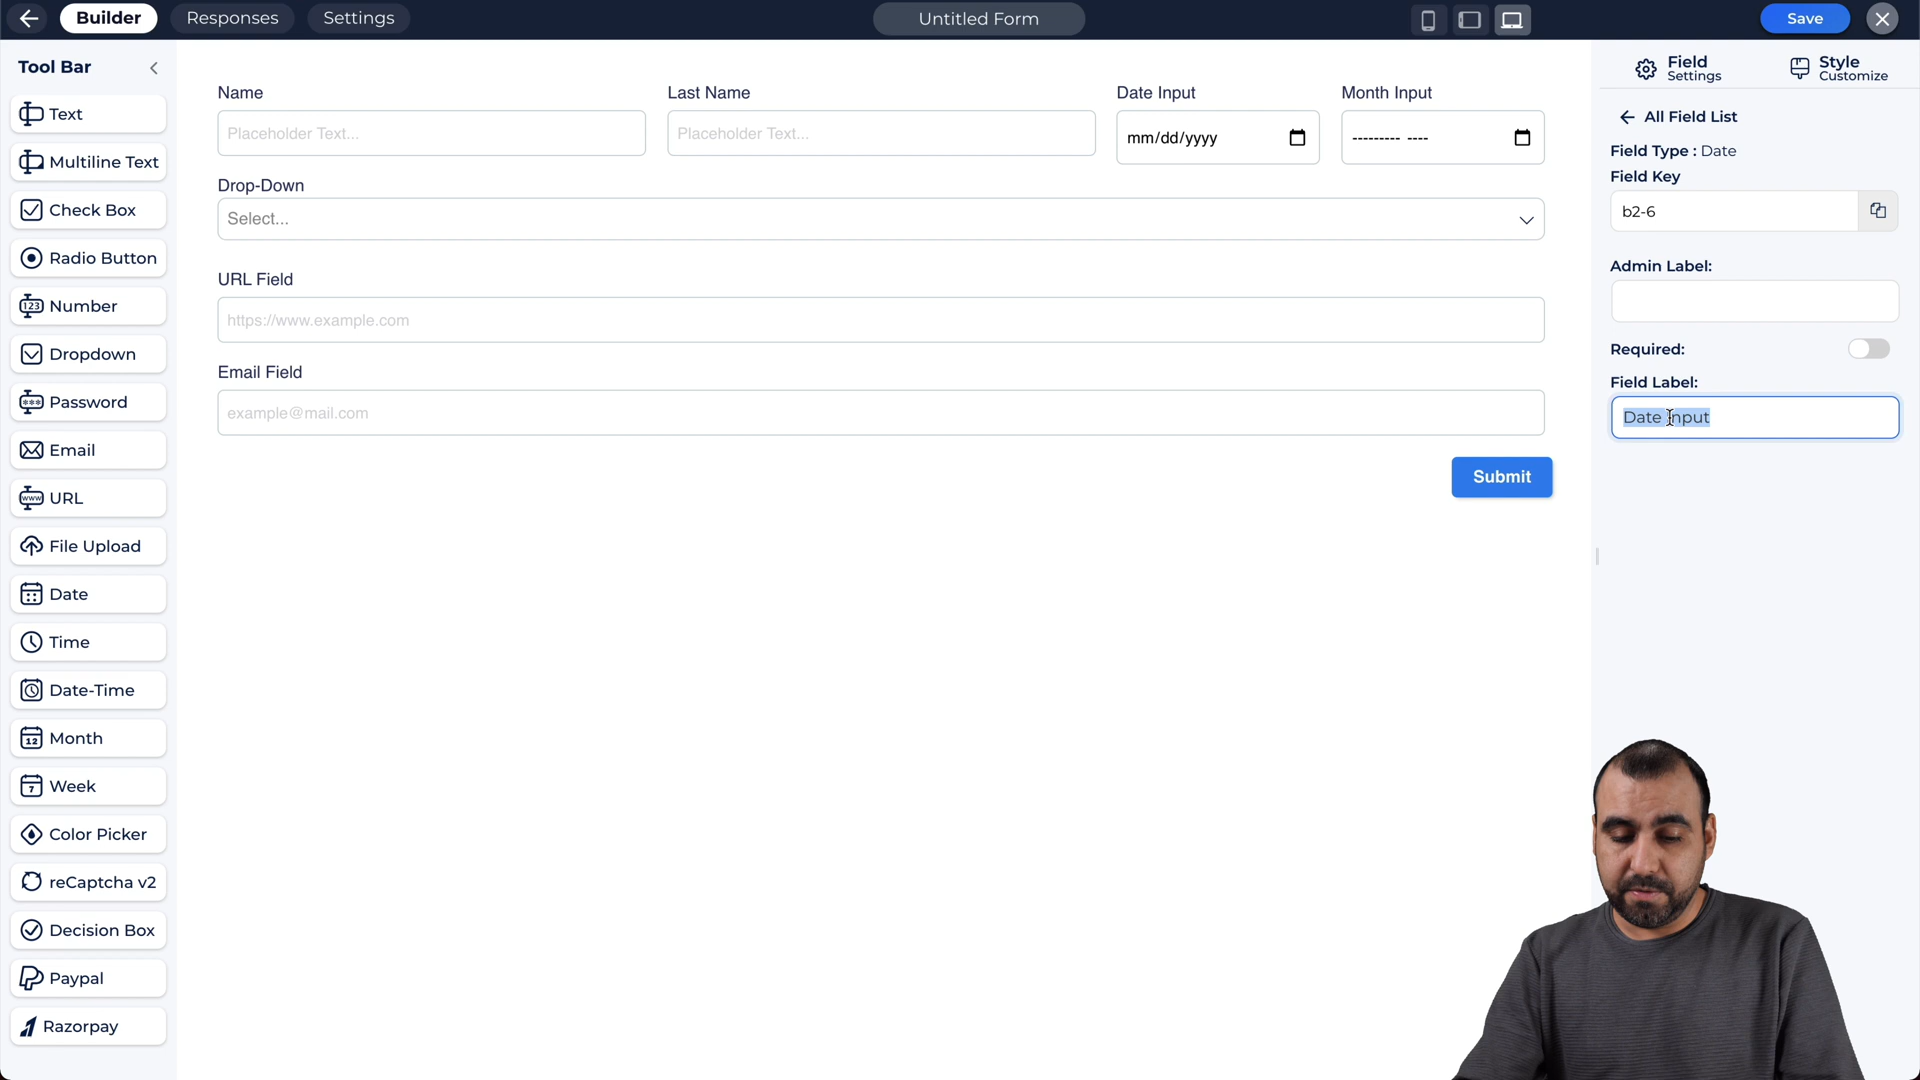 Builder
Responses
Settings
Untitled Form
Save
Tool Bar
Text
Multiline Text
Check Box
Radio Button
123 Number
Dropdown
*** Password
Email
www URL
File Upload
Date
Time
Date-Time
12 Month
7 Week
Color Picker
reCaptcha v2
Decision Box
Paypal
Razorpay
Name
Placeholder Text...
Last Name
Placeholder Text...
Date Input
mm/dd/yyyy
Month Input
--------- ----
Drop-Down
Select...
URL Field
https://www.example.com
Email Field
example@mail.com
Submit
Field
Settings
Style
Customize
All Field List
Field Type : Date
Field Key
b2-6
Admin Label:
Required:
Field Label:
Date Input